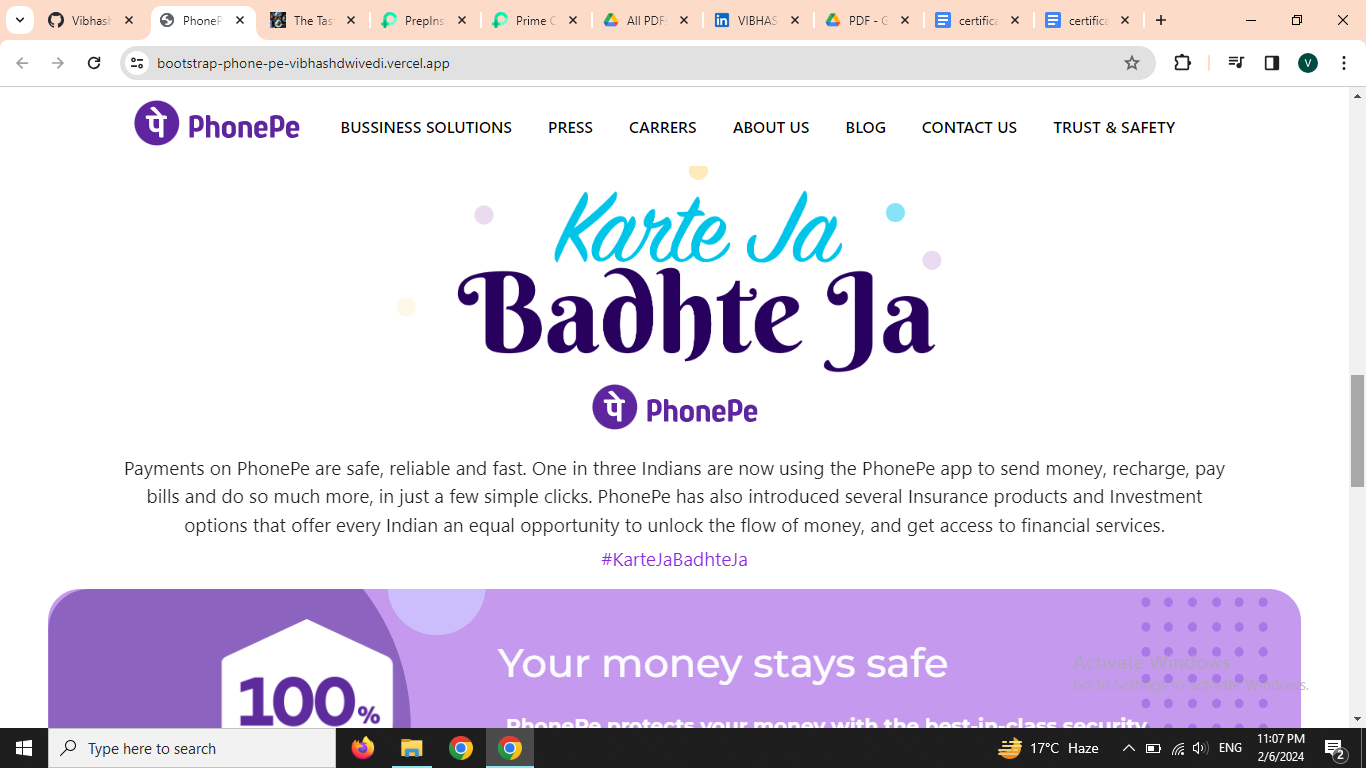 Vibhash
PhonePe
The Tas
PrepIns
Prime C
All PDF
VIBHAS
PDF - G
certifica
certifica
bootstrap-phone-pe-vibhashdwivedi.vercel.app
V
पे PhonePe
BUSSINESS SOLUTIONS
PRESS
CARRERS
ABOUT US
BLOG
CONTACT US
TRUST & SAFETY
Karte Ja
Badhte Ja
पे PhonePe
Payments on PhonePe are safe, reliable and fast. One in three Indians are now using the PhonePe app to send money, recharge, pay
bills and do so much more, in just a few simple clicks. PhonePe has also introduced several Insurance products and Investment
options that offer every Indian an equal opportunity to unlock the flow of money, and get access to financial services.
#KarteJaBadhteJa
100%
Your money stays safe
PhonePe protects your money with the best-in-class security
Activate Windows
Go to Settings to activate Windows.
Type here to search
17°C Haze
ENG
11:07 PM
2/6/2024
2